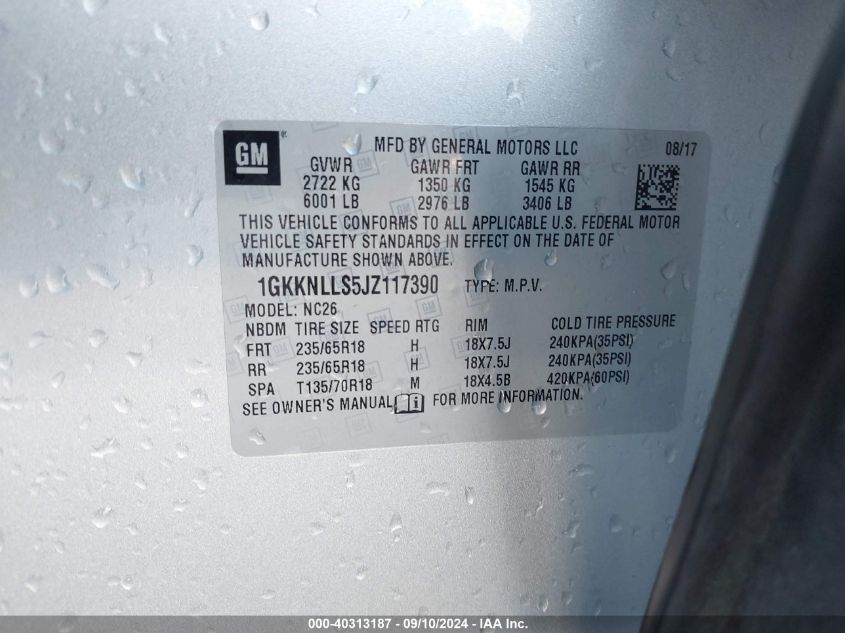 GM
MFD BY GENERAL MOTORS LLC 08/17
GVWR GAWR FRT GAWR RR
2722 KG 1350 KG 1545 KG
6001 LB 2976 LB 3406 LB
THIS VEHICLE CONFORMS TO ALL APPLICABLE U.S. FEDERAL MOTOR
VEHICLE SAFETY STANDARDS IN EFFECT ON THE DATE OF
MANUFACTURE SHOWN ABOVE.
1GKKNLLS5JZ117390 TYPE: M.P.V.
MODEL: NC26
NBDM TIRE SIZE SPEED RTG RIM COLD TIRE PRESSURE
FRT 235/65R18 H 18X7.5J 240KPA(35PSI)
RR 235/65R18 H 18X7.5J 240KPA(35PSI)
SPA T135/70R18 M 18X4.5B 420KPA(60PSI)
SEE OWNER'S MANUAL i FOR MORE INFORMATION.
000-40313187 - 09/10/2024 - IAA Inc.